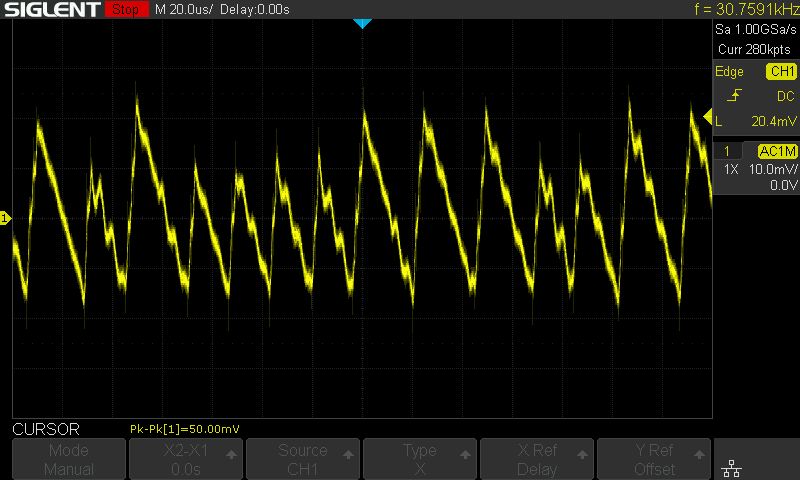 SIGLENT Stop M 20.0us/ Delay:0.00s f = 30.7591kHz
Sa 1.00GSa/s
Curr 280kpts
Edge CH1
DC
L 20.4mV
1 AC1M
1X 10.0mV/
0.0V
1
CURSOR Pk-Pk[1]=50.00mV
Mode X2-X1 Source Type X Ref Y Ref
Manual 0.0s CH1 X Delay Offset